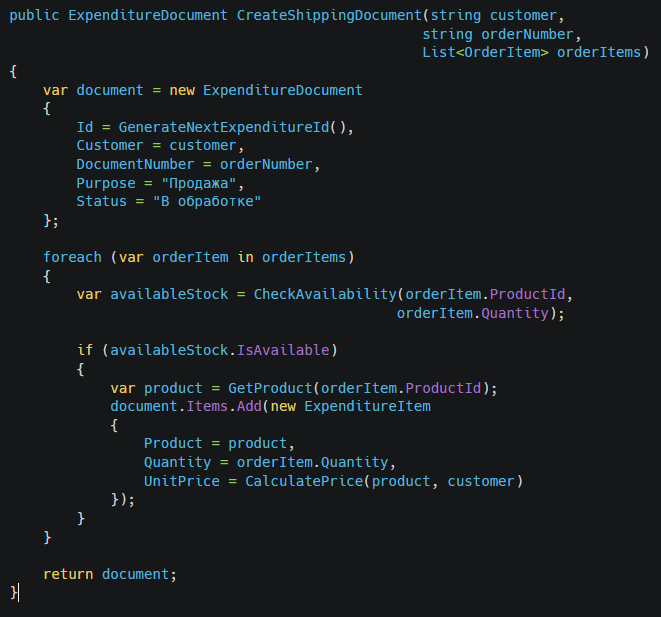 public ExpenditureDocument CreateShippingDocument(string customer,
                                                 string orderNumber,
                                                 List<OrderItem> orderItems)
{
    var document = new ExpenditureDocument
    {
        Id = GenerateNextExpenditureId(),
        Customer = customer,
        DocumentNumber = orderNumber,
        Purpose = "Продажа",
        Status = "В обработке"
    };

    foreach (var orderItem in orderItems)
    {
        var availableStock = CheckAvailability(orderItem.ProductId,
                                              orderItem.Quantity);

        if (availableStock.IsAvailable)
        {
            var product = GetProduct(orderItem.ProductId);
            document.Items.Add(new ExpenditureItem
            {
                Product = product,
                Quantity = orderItem.Quantity,
                UnitPrice = CalculatePrice(product, customer)
            });
        }
    }

    return document;
}